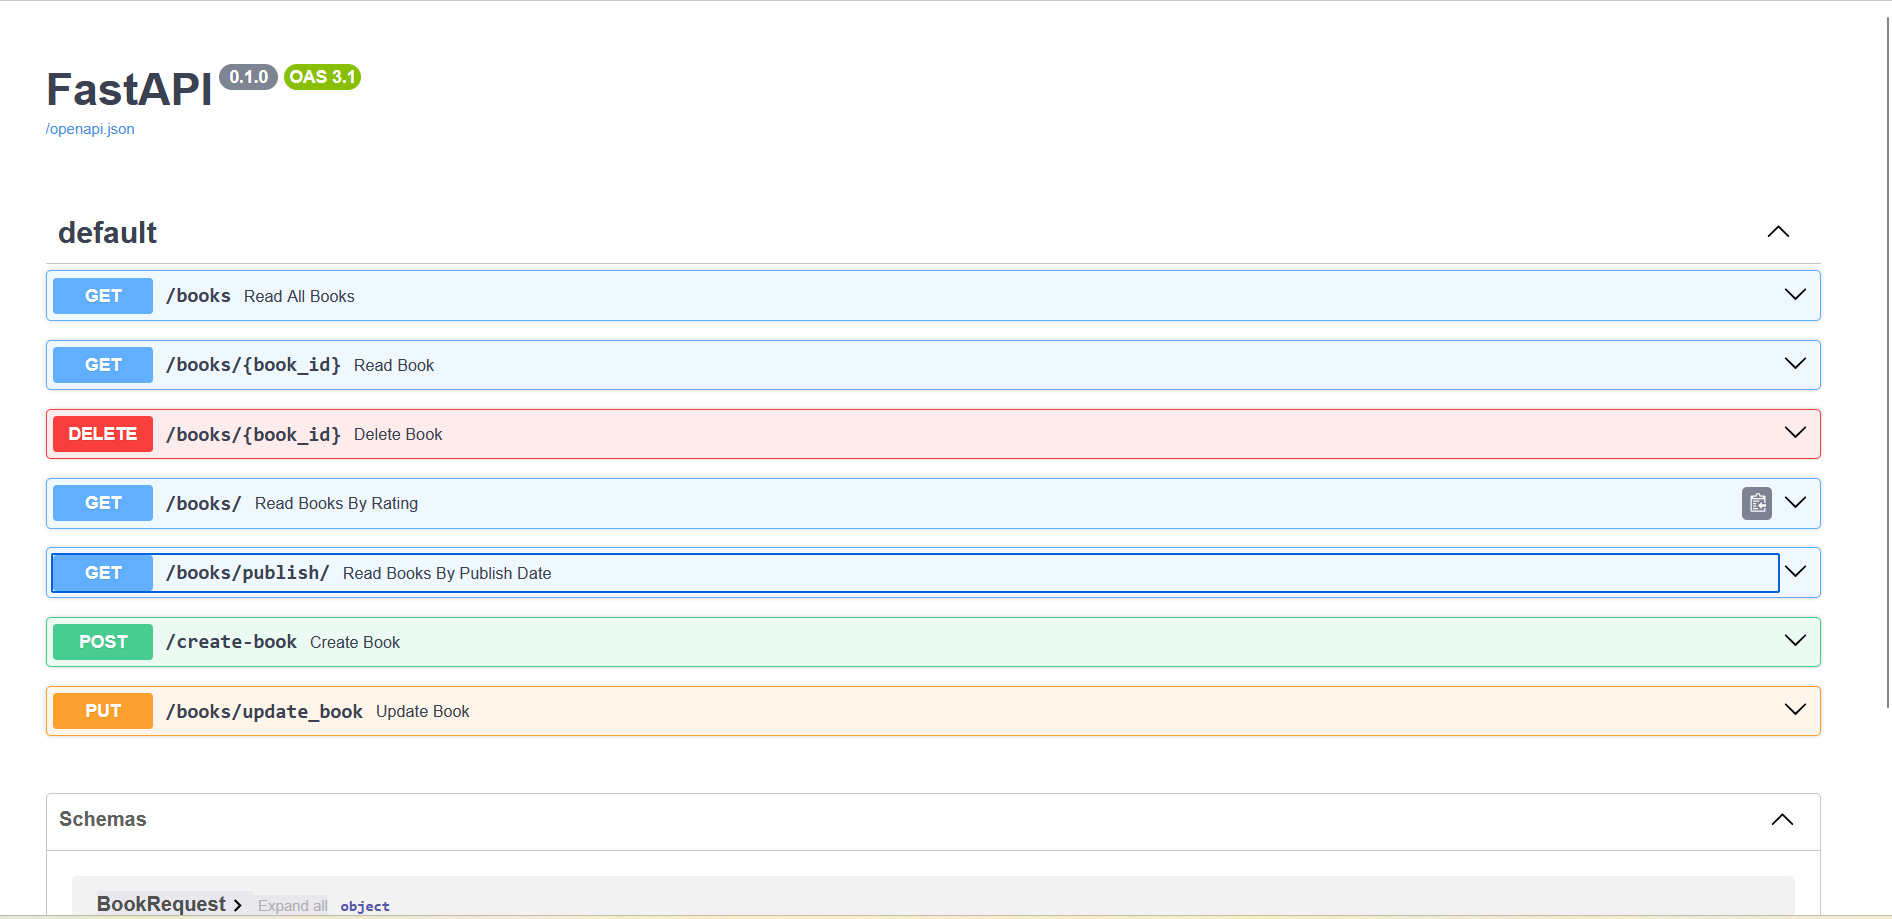 FastAPI 0.1.0 OAS 3.1
/openapi.json
default
GET /books Read All Books
GET /books/{book_id} Read Book
DELETE /books/{book_id} Delete Book
GET /books/ Read Books By Rating
GET /books/publish/ Read Books By Publish Date
POST /create-book Create Book
PUT /books/update_book Update Book
Schemas
BookRequest Expand all object